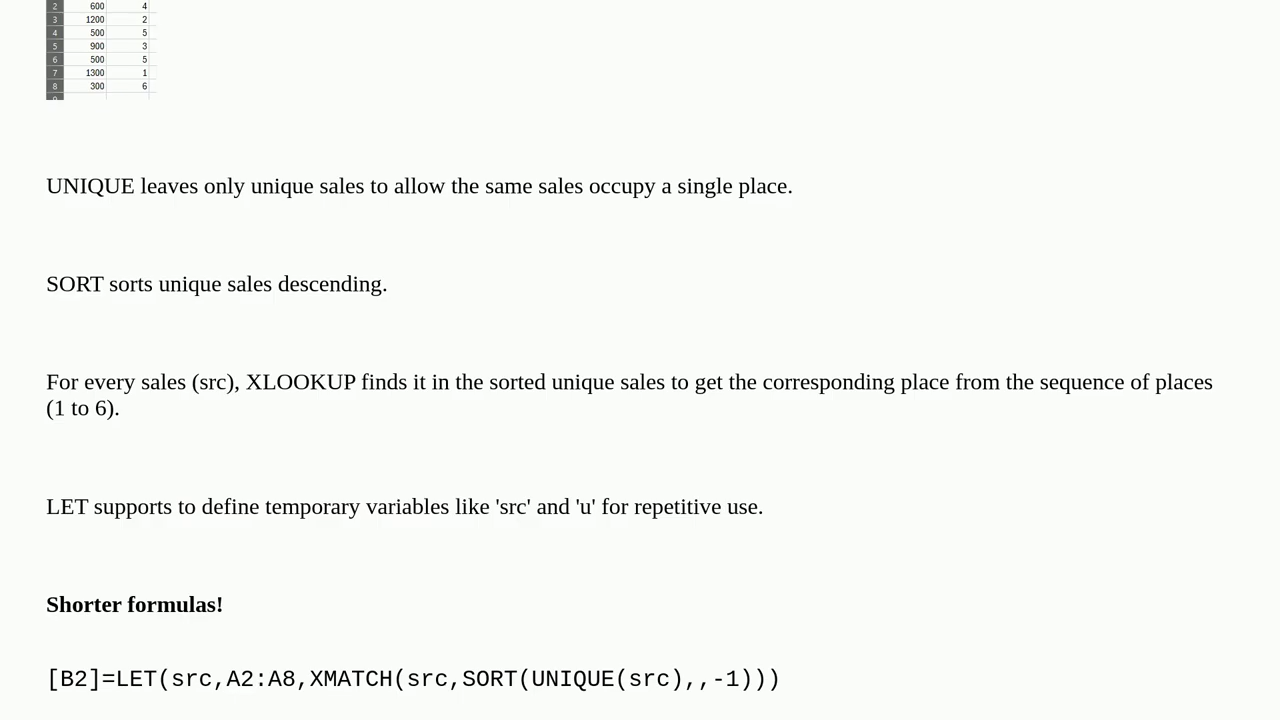 2 600 4
3 1200 2
4 500 5
5 900 3
6 500 5
7 1300 1
8 300 6
UNIQUE leaves only unique sales to allow the same sales occupy a single place.
SORT sorts unique sales descending.
For every sales (src), XLOOKUP finds it in the sorted unique sales to get the corresponding place from the sequence of places
(1 to 6).
LET supports to define temporary variables like 'src' and 'u' for repetitive use.
Shorter formulas!
[B2]=LET(src,A2:A8,XMATCH(src,SORT(UNIQUE(src),,-1)))